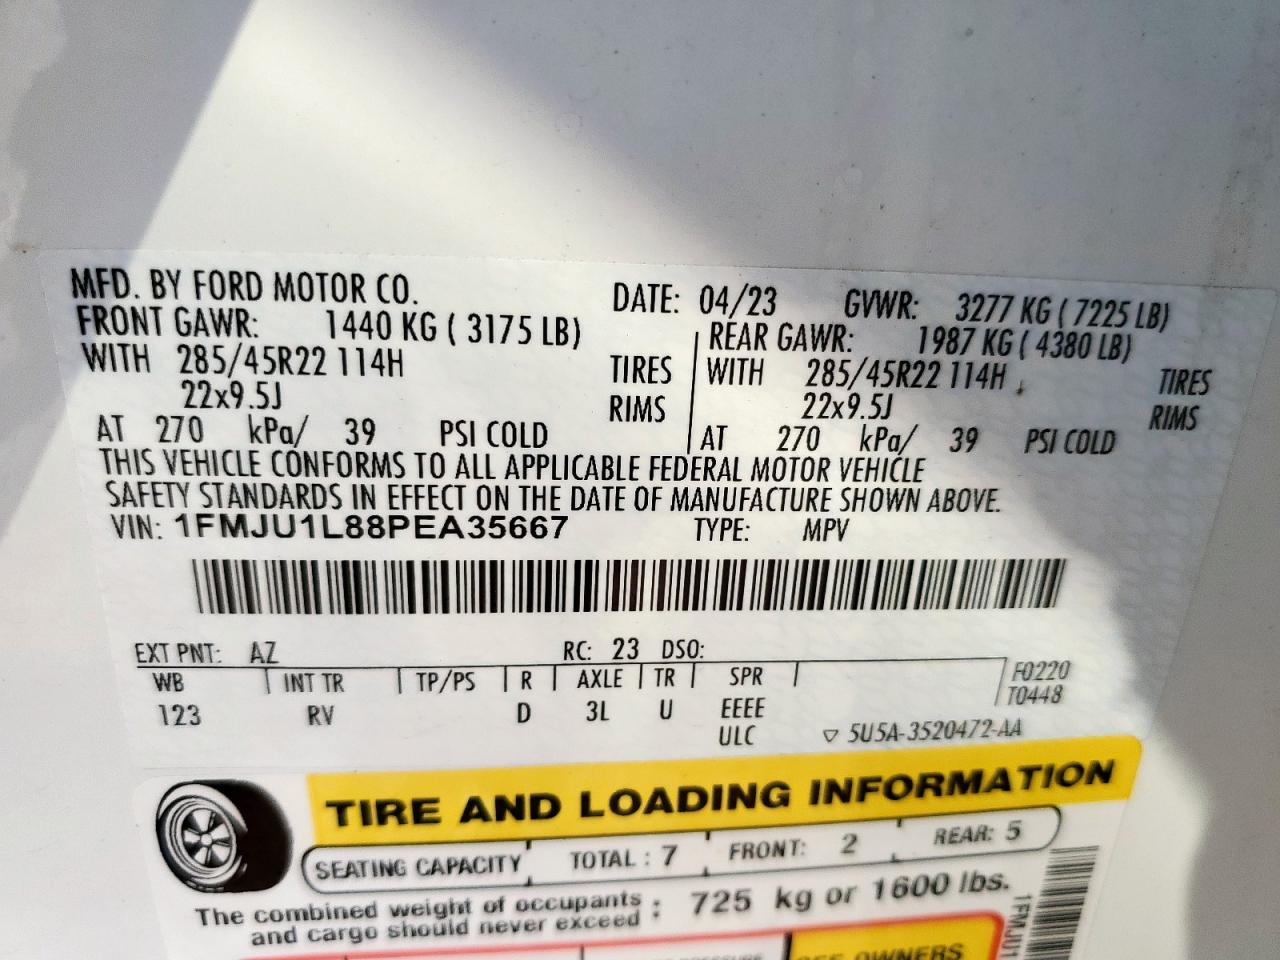 MFD. BY FORD MOTOR CO. DATE: 04/23 GVWR: 3277 KG ( 7225 LB)
FRONT GAWR: 1440 KG ( 3175 LB) REAR GAWR: 1987 KG ( 4380 LB)
WITH 285/45R22 114H TIRES WITH 285/45R22 114H TIRES
22x9.5J RIMS 22x9.5J RIMS
AT 270 kPa/ 39 PSI COLD AT 270 kPa/ 39 PSI COLD
THIS VEHICLE CONFORMS TO ALL APPLICABLE FEDERAL MOTOR VEHICLE
SAFETY STANDARDS IN EFFECT ON THE DATE OF MANUFACTURE SHOWN ABOVE.
VIN: 1FMJU1L88PEA35667 TYPE: MPV
EXT PNT: AZ RC: 23 DSO:
WB INT TR TP/PS R AXLE TR SPR F0220
T0448
123 RV D 3L U EEEE
ULC ▽ 5U5A-3520472-AA
TIRE AND LOADING INFORMATION
SEATING CAPACITY TOTAL : 7 FRONT: 2 REAR: 5
The combined weight of occupants
and cargo should never exceed : 725 kg or 1600 lbs.
1FMJU1
SEE OWNERS